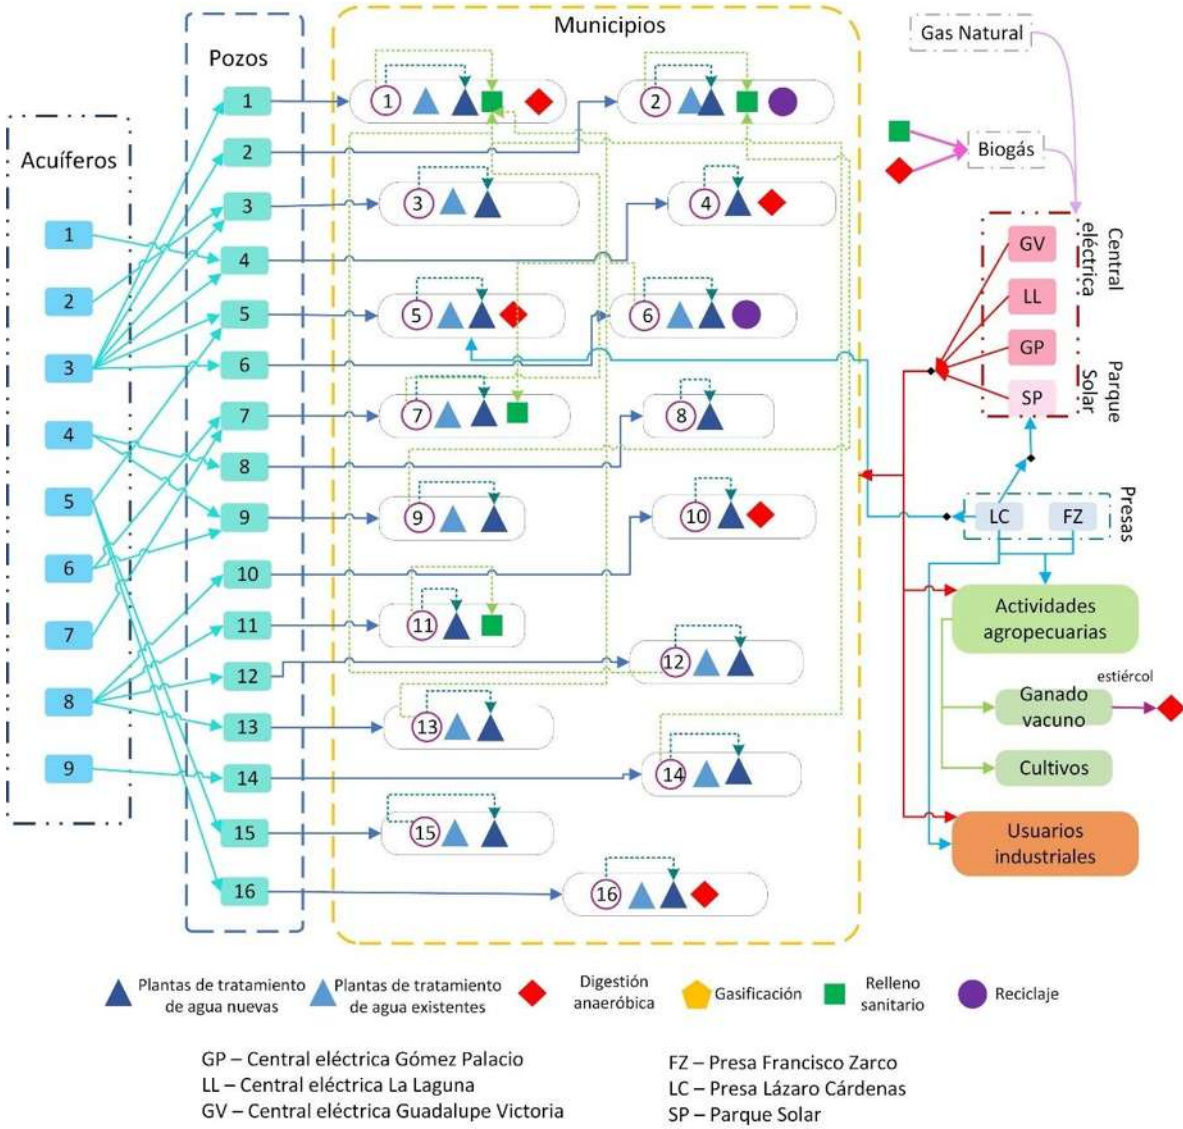 Municipios
Gas Natural
Pozos
1
1
2
Acuíferos
2
Biogás
3
3
4
1
4
GV
Central
eléctrica
2
5
5
6
LL
3
6
GP
Parque
Solar
7
7
8
SP
4
8
5
9
9
10
LC
FZ
Presas
6
10
Actividades
agropecuarias
7
11
11
12
12
estiércol
8
13
13
Ganado
vacuno
9
14
14
Cultivos
15
15
Usuarios
industriales
16
16
Plantas de tratamiento
de agua nuevas
Plantas de tratamiento
de agua existentes
Digestión
anaeróbica
Gasificación
Relleno
sanitario
Reciclaje
GP – Central eléctrica Gómez Palacio
LL – Central eléctrica La Laguna
GV – Central eléctrica Guadalupe Victoria
FZ – Presa Francisco Zarco
LC – Presa Lázaro Cárdenas
SP – Parque Solar